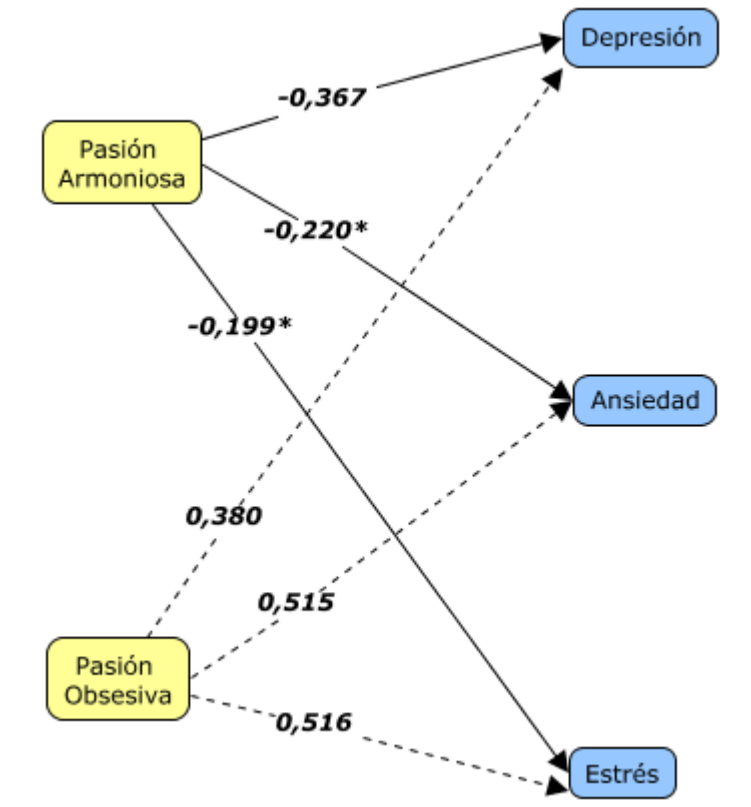 Depresión
-0,367
Pasión
Armoniosa
-0,220*
-0,199*
Ansiedad
0,380
0,515
Pasión
Obsesiva
0,516
Estrés